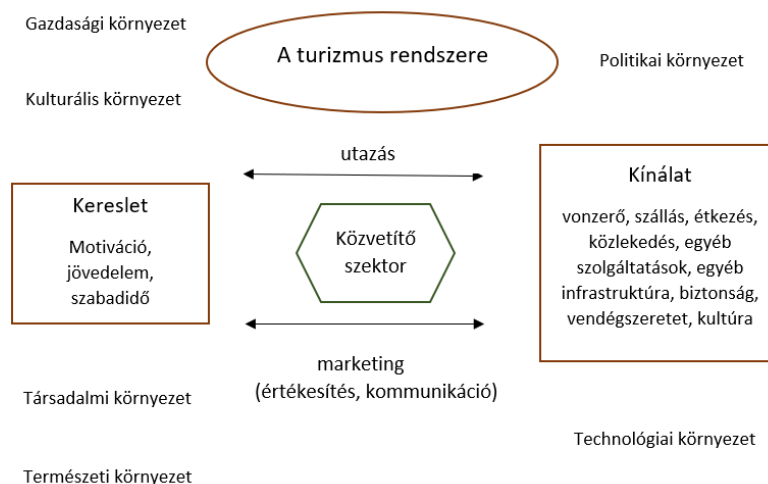 Gazdasági környezet
A turizmus rendszere
Politikai környezet
Kulturális környezet
utazás
Kereslet
Motiváció,
jövedelem,
szabadidő
Közvetítő
szektor
Kínálat
vonzerő, szállás, étkezés,
közlekedés, egyéb
szolgáltatások, egyéb
infrastruktúra, biztonság,
vendégszeretet, kultúra
marketing
(értékesítés, kommunikáció)
Társadalmi környezet
Technológiai környezet
Természeti környezet